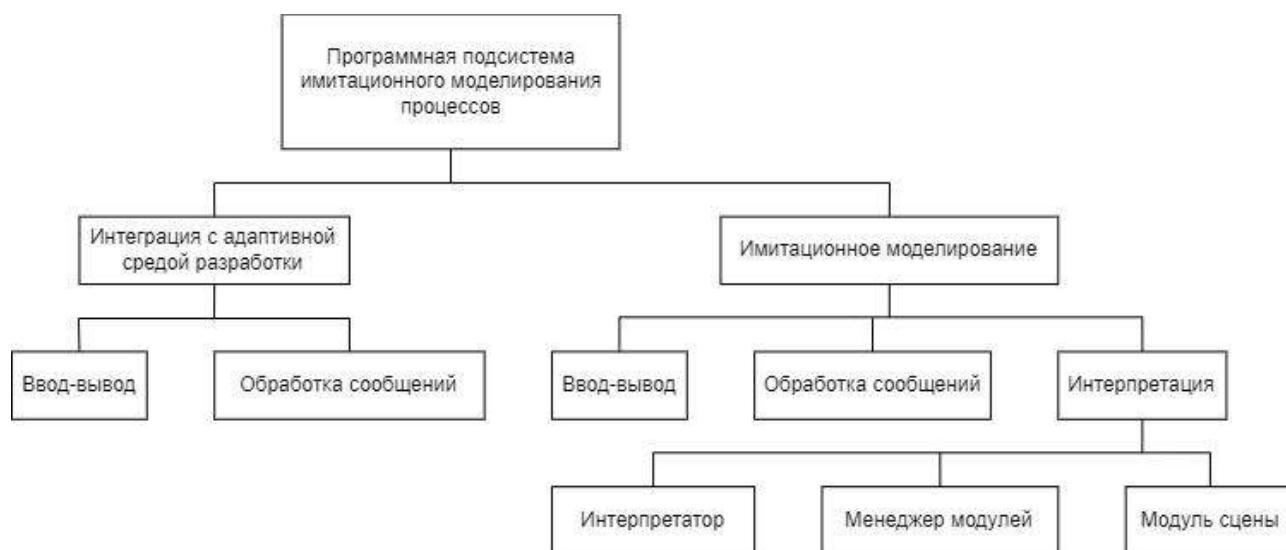 Программная подсистема
имитационного моделирования
процессов
Интеграция с адаптивной
средой разработки
Имитационное моделирование
Ввод-вывод
Обработка сообщений
Ввод-вывод
Обработка сообщений
Интерпретация
Интерпретатор
Менеджер модулей
Модуль сцены